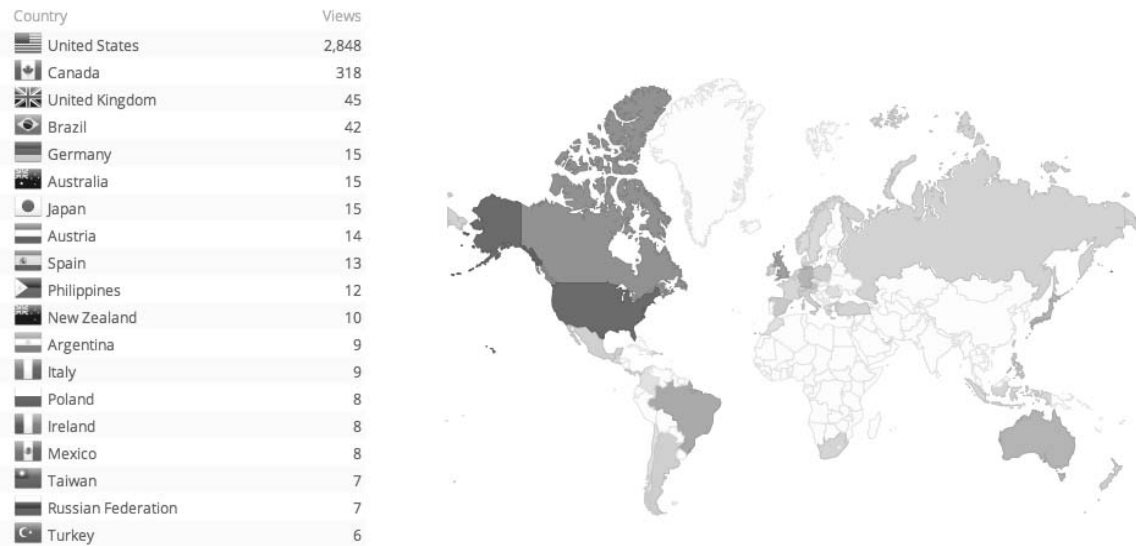 Country Views
United States 2,848
Canada 318
United Kingdom 45
Brazil 42
Germany 15
Australia 15
Japan 15
Austria 14
Spain 13
Philippines 12
New Zealand 10
Argentina 9
Italy 9
Poland 8
Ireland 8
Mexico 8
Taiwan 7
Russian Federation 7
Turkey 6